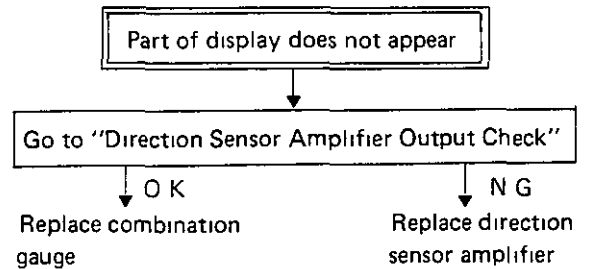 Part of display does not appear
Go to "Direction Sensor Amplifier Output Check"
O K
N G
Replace combination
gauge
Replace direction
sensor amplifier